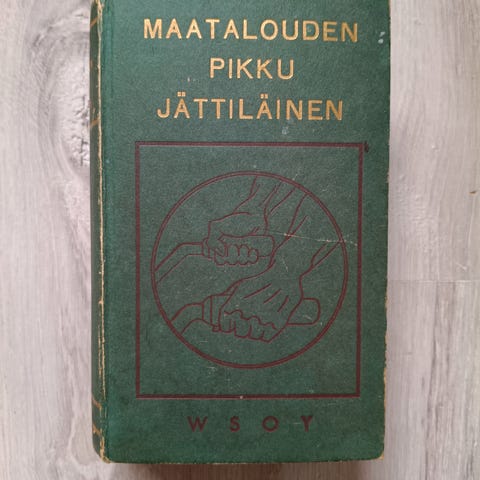 MAATALOUDEN
PIKKU
JÄTTILÄINEN
WSOY